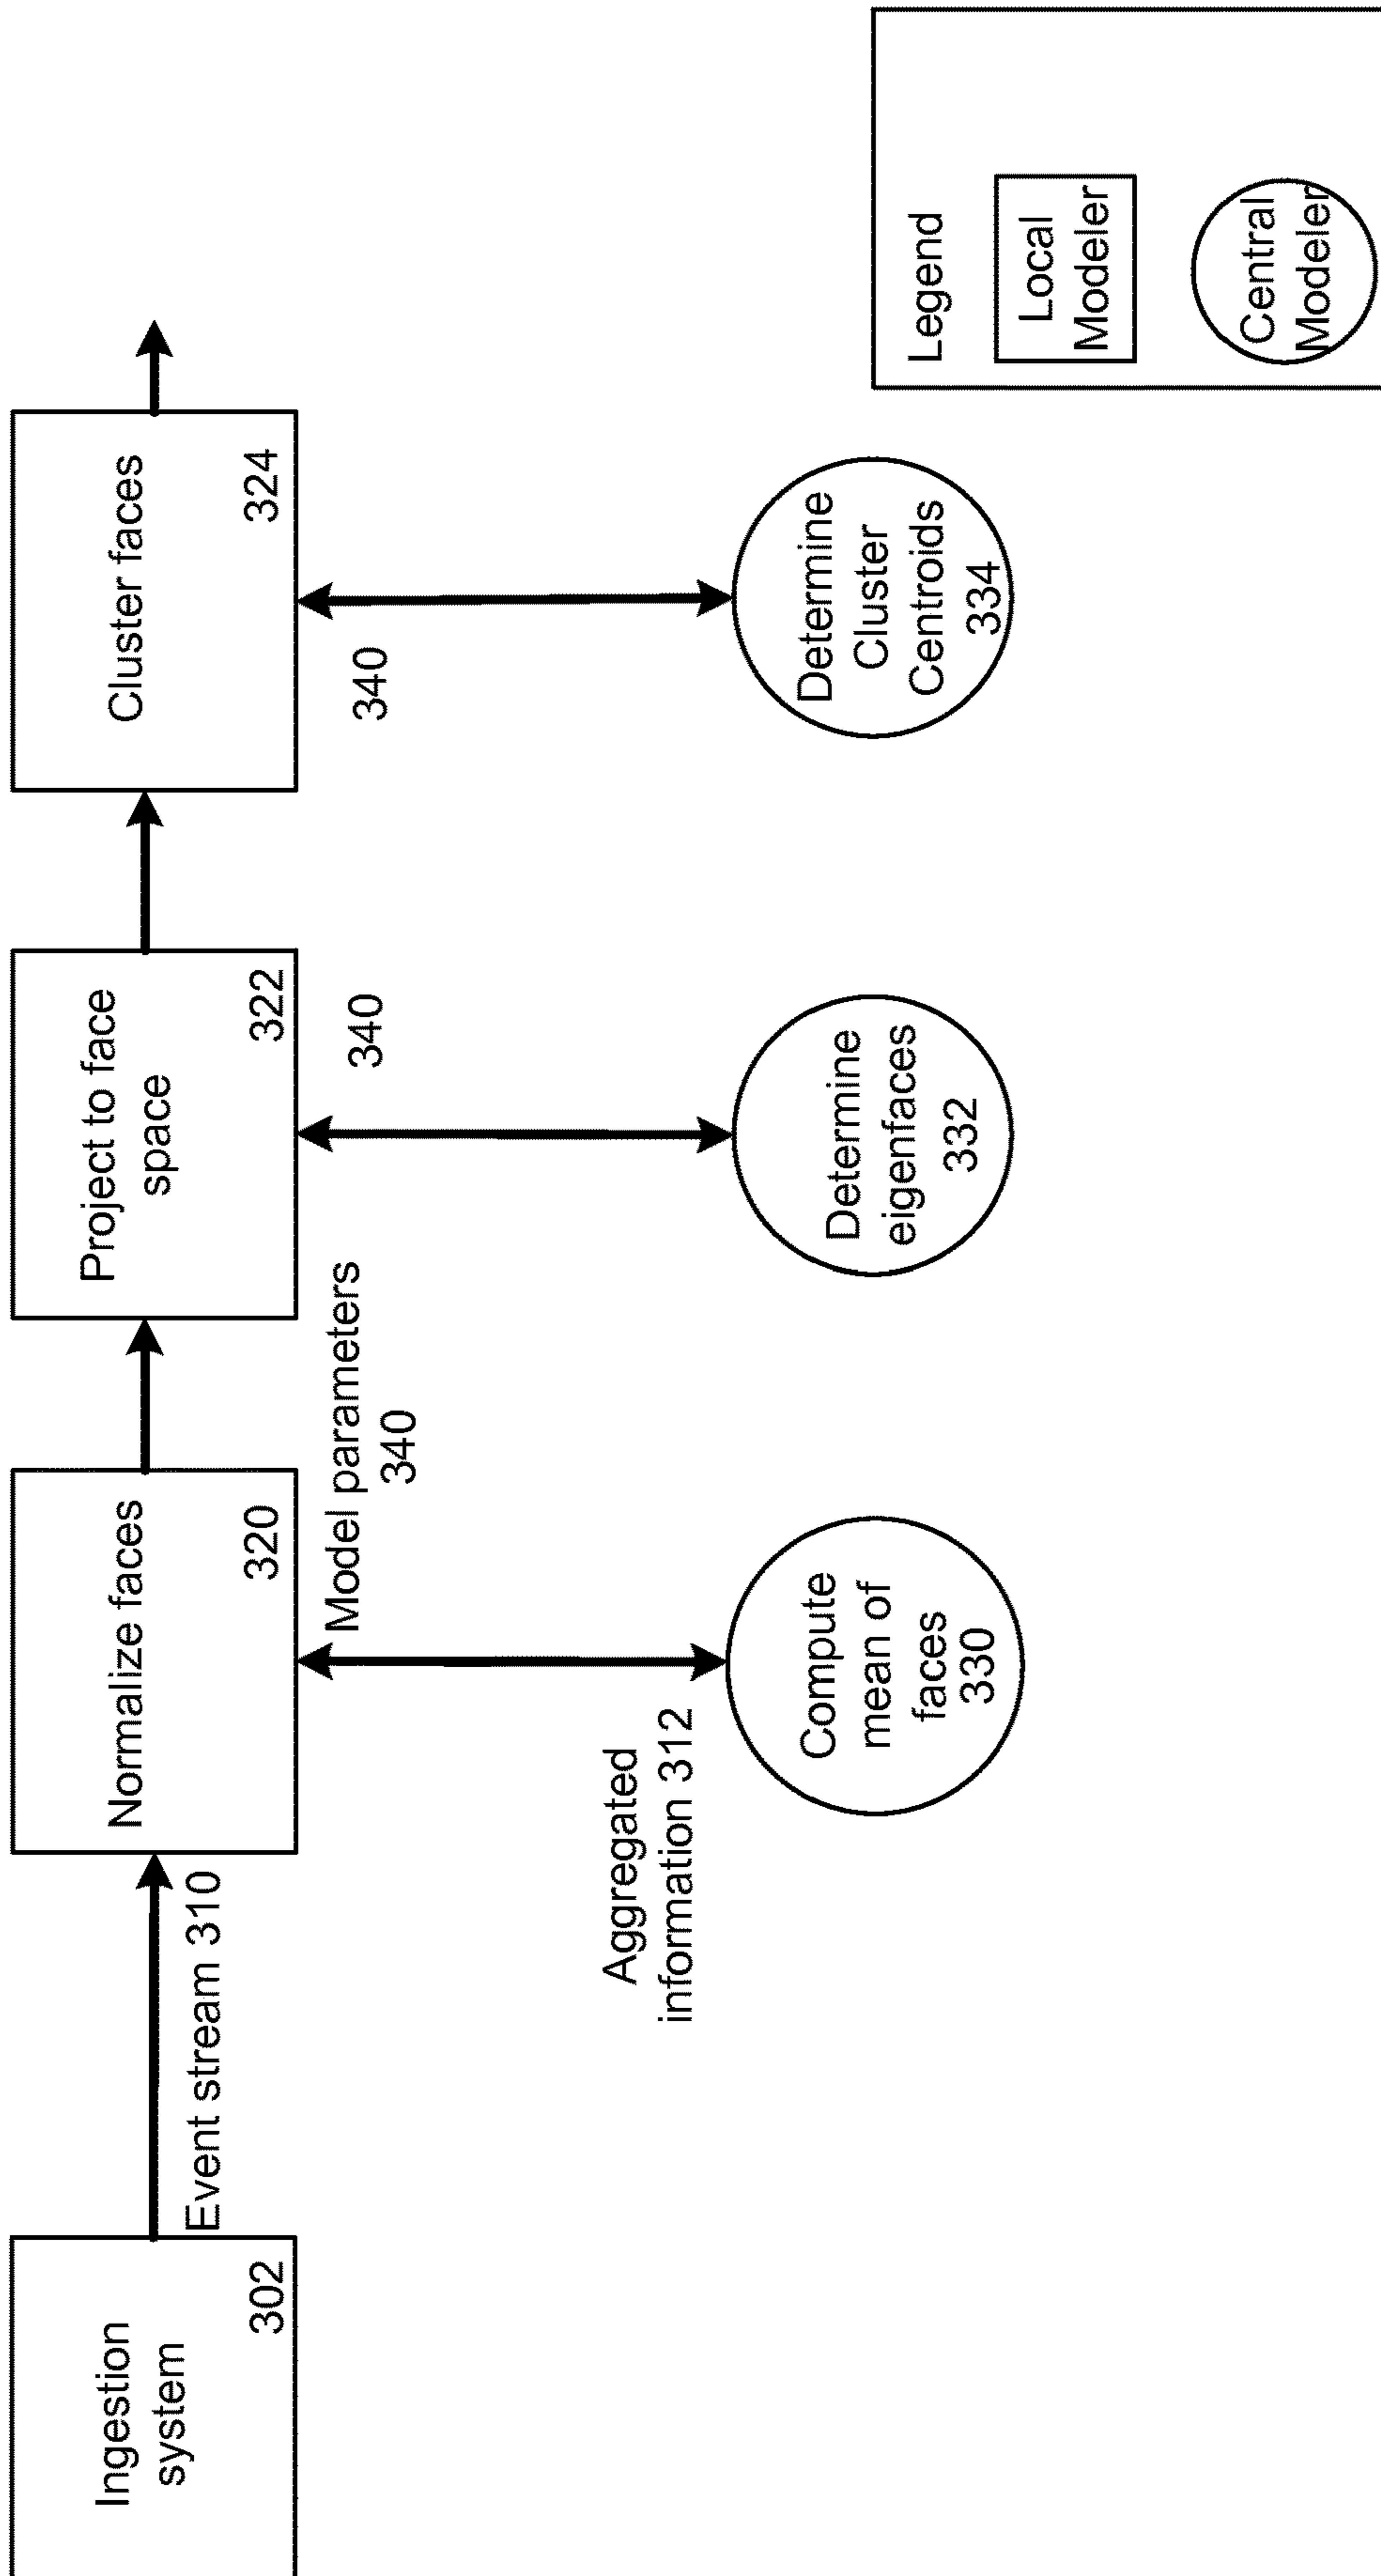 Ingestion
system
302
Event stream 310
Normalize faces
320
Model parameters
340
Aggregated
information 312
Compute
mean of
faces
330
Project to face
space
322
340
Determine
eigenfaces
332
Cluster faces
324
340
Determine
Cluster
Centroids
334
Legend
Local
Modeler
Central
Modeler